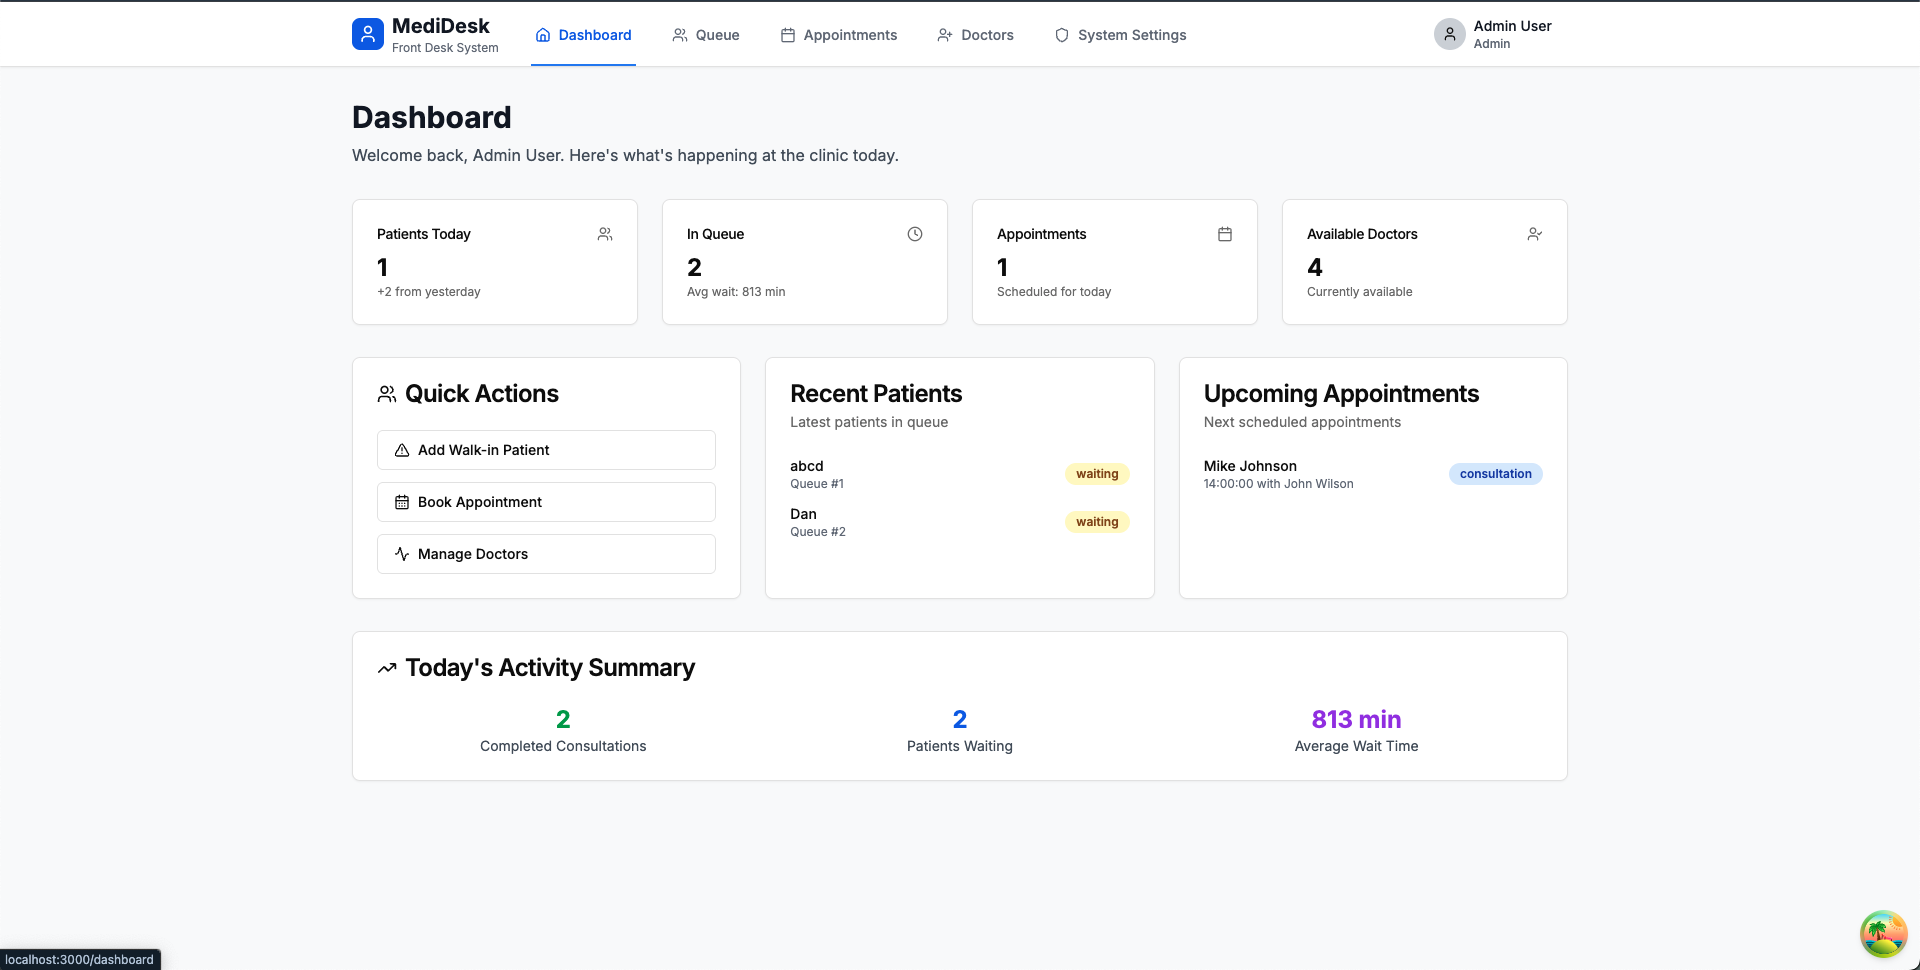 MediDesk
Front Desk System
Dashboard
Queue
Appointments
Doctors
System Settings
Admin User
Admin
Dashboard
Welcome back, Admin User. Here's what's happening at the clinic today.
Patients Today
1
+2 from yesterday
In Queue
2
Avg wait: 813 min
Appointments
1
Scheduled for today
Available Doctors
4
Currently available
Quick Actions
Add Walk-in Patient
Book Appointment
Manage Doctors
Recent Patients
Latest patients in queue
abcd
Queue #1
waiting
Dan
Queue #2
waiting
Upcoming Appointments
Next scheduled appointments
Mike Johnson
14:00:00 with John Wilson
consultation
Today's Activity Summary
2
Completed Consultations
2
Patients Waiting
813 min
Average Wait Time
localhost:3000/dashboard